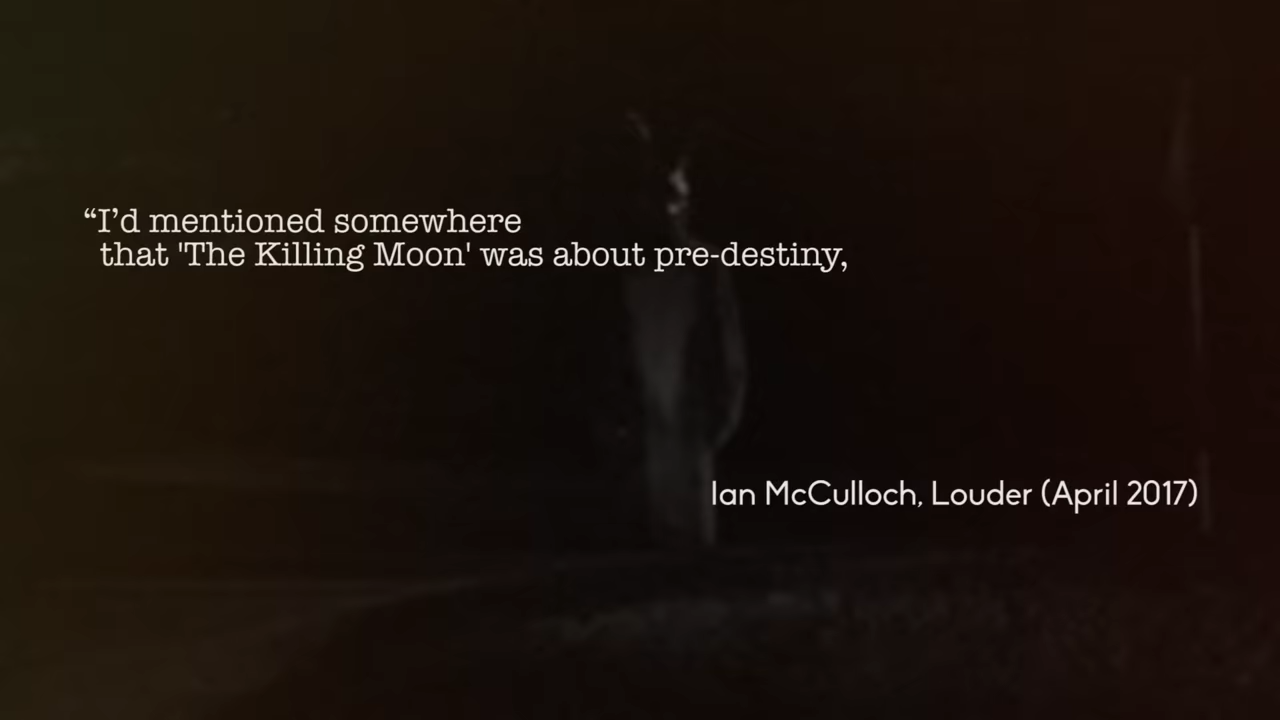 “I’d mentioned somewhere
that 'The Killing Moon' was about pre-destiny,
Ian McCulloch, Louder (April 2017)